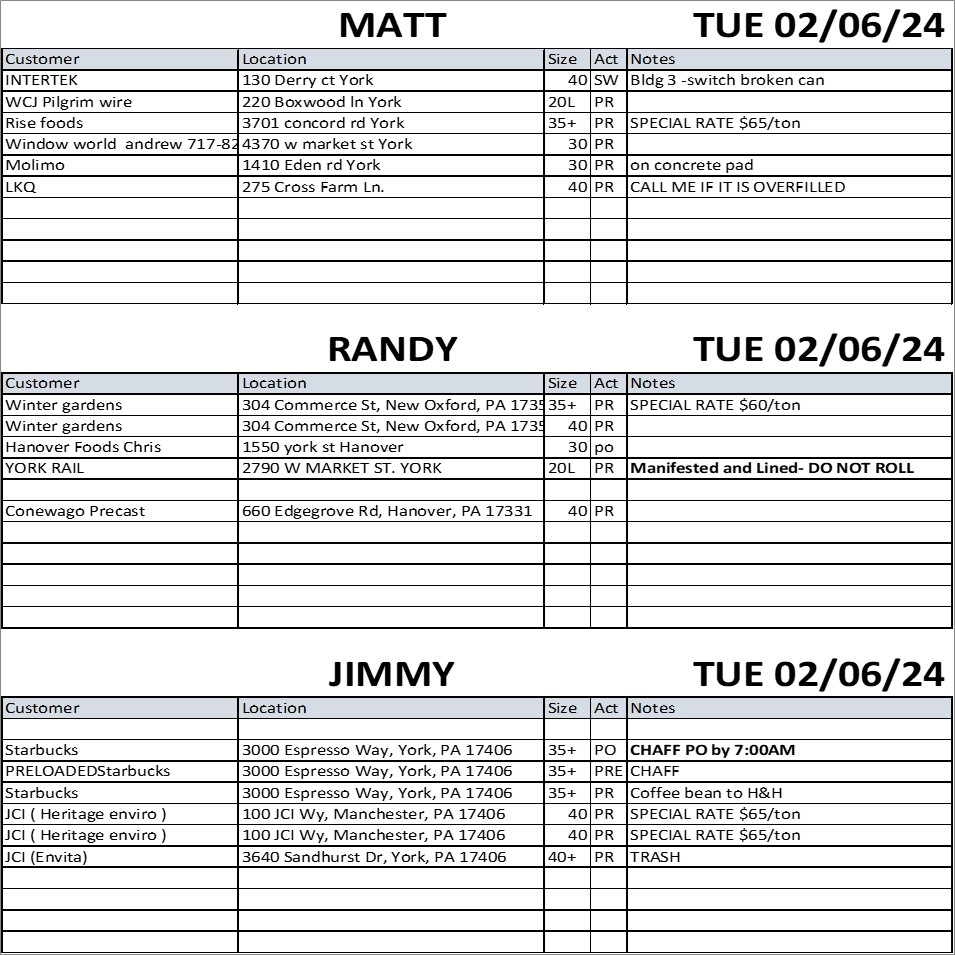 MATT TUE 02/06/24
Customer Location Size Act Notes
INTERTEK 130 Derry ct York 40 SW Bldg 3 -switch broken can
WCJ Pilgrim wire 220 Boxwood ln York 20L PR
Rise foods 3701 concord rd York 35+ PR SPECIAL RATE $65/ton
Window world andrew 717-82 4370 w market st York 30 PR
Molimo 1410 Eden rd York 30 PR on concrete pad
LKQ 275 Cross Farm Ln. 40 PR CALL ME IF IT IS OVERFILLED
RANDY TUE 02/06/24
Customer Location Size Act Notes
Winter gardens 304 Commerce St, New Oxford, PA 1735 35+ PR SPECIAL RATE $60/ton
Winter gardens 304 Commerce St, New Oxford, PA 1735 40 PR
Hanover Foods Chris 1550 york st Hanover 30 po
YORK RAIL 2790 W MARKET ST. YORK 20L PR Manifested and Lined- DO NOT ROLL
Conewago Precast 660 Edgegrove Rd, Hanover, PA 17331 40 PR
JIMMY TUE 02/06/24
Customer Location Size Act Notes
Starbucks 3000 Espresso Way, York, PA 17406 35+ PO CHAFF PO by 7:00AM
PRELOADEDStarbucks 3000 Espresso Way, York, PA 17406 35+ PRE CHAFF
Starbucks 3000 Espresso Way, York, PA 17406 35+ PR Coffee bean to H&H
JCI ( Heritage enviro ) 100 JCI Wy, Manchester, PA 17406 40 PR SPECIAL RATE $65/ton
JCI ( Heritage enviro ) 100 JCI Wy, Manchester, PA 17406 40 PR SPECIAL RATE $65/ton
JCI (Envita) 3640 Sandhurst Dr, York, PA 17406 40+ PR TRASH